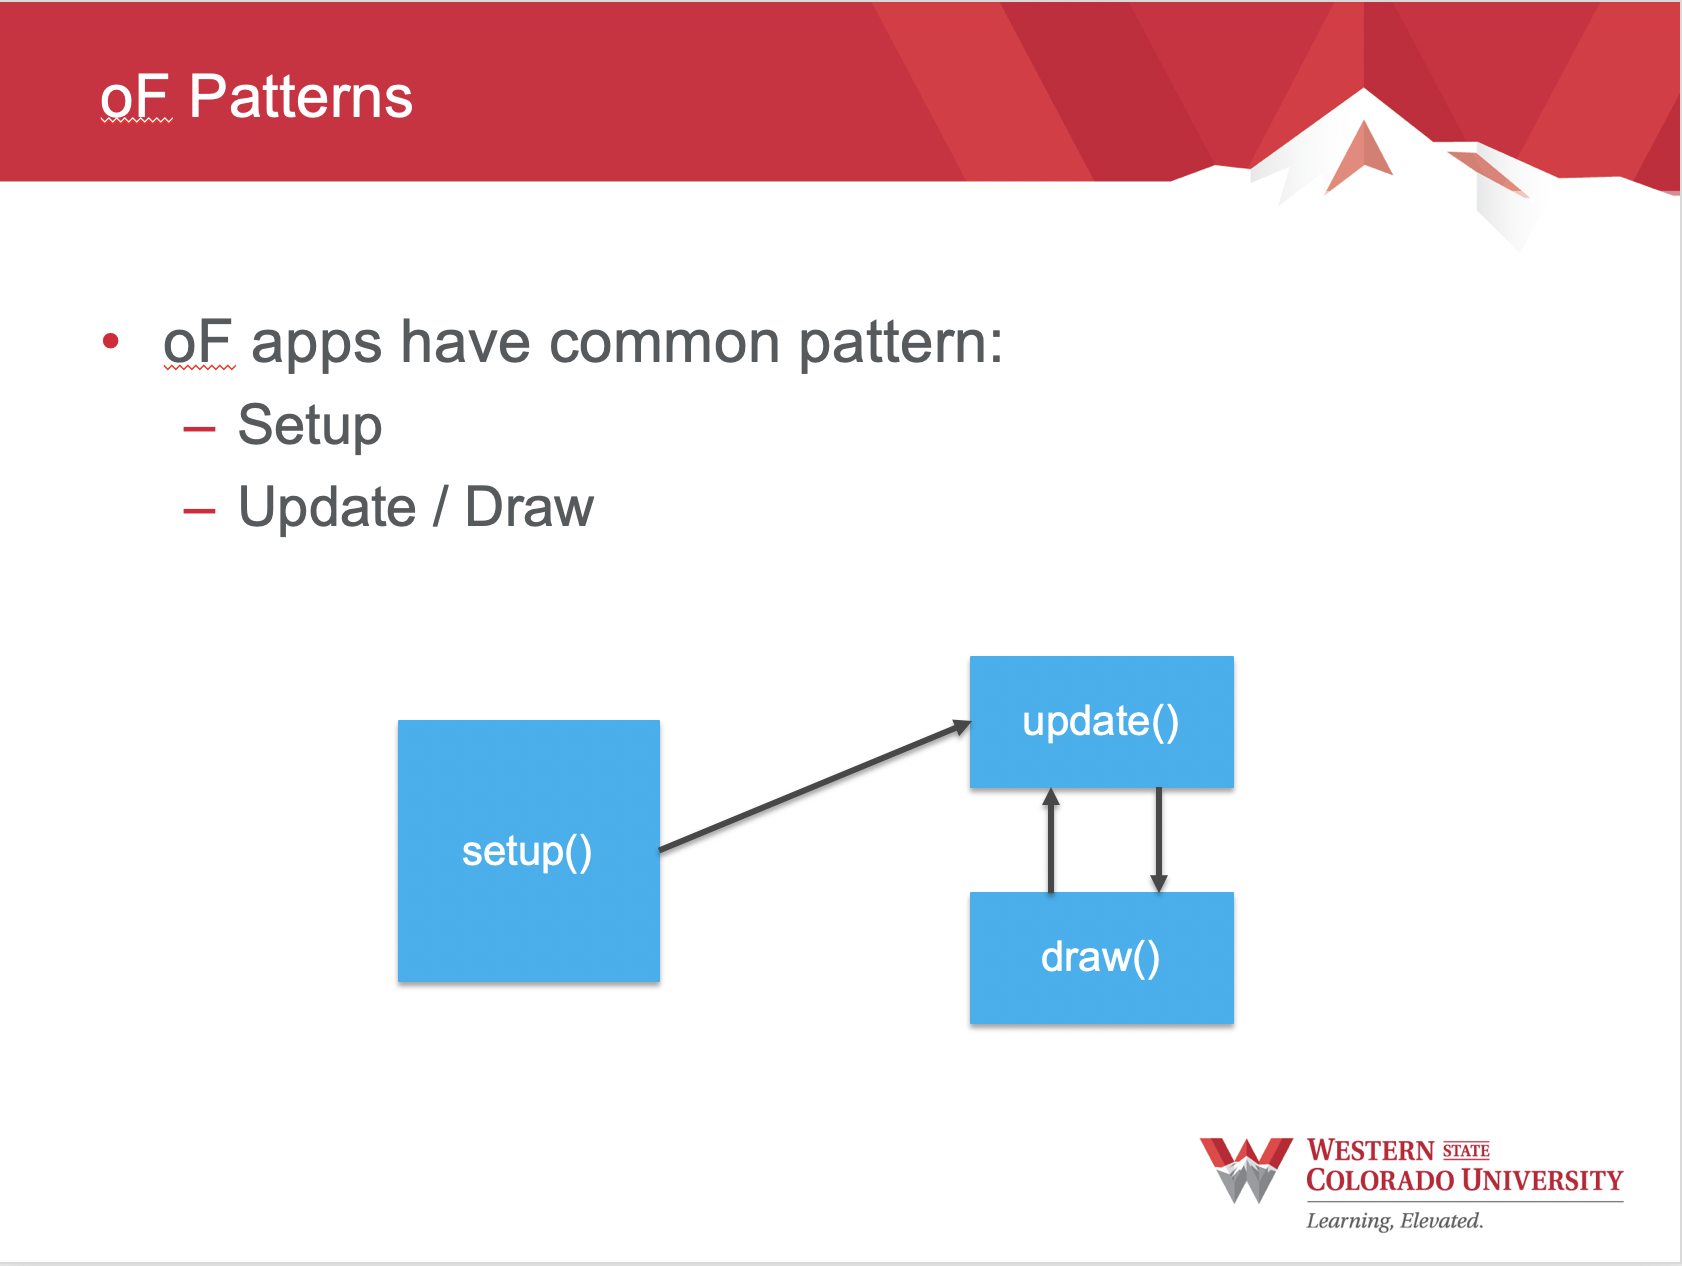 oF Patterns
• oF apps have common pattern:
– Setup
– Update / Draw
update()
setup()
draw()
WESTERN STATE
COLORADO UNIVERSITY
Learning, Elevated.